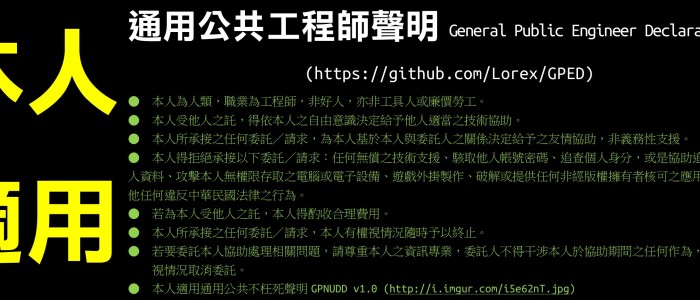 本人
適用
通用公共工程師聲明 General Public Engineer Declara
(https://github.com/Lorex/GPED)
● 本人為人類，職業為工程師，非好人，亦非工具人或廉價勞工。
● 本人受他人之託，得依本人之自由意識決定給予他人適當之技術協助。
● 本人所承接之任何委託／請求，為本人基於本人與委託人之關係決定給予之友情協助，非義務性支援。
● 本人得拒絕承接以下委託／請求：任何無償之技術支援、駭取他人帳號密碼、追查個人身分，或是協助追
人資料、攻擊本人無權限存取之電腦或電子設備、遊戲外掛製作、破解或提供任何非經版權擁有者核可之應用
他任何違反中華民國法律之行為。
● 若為本人受他人之託，本人得酌收合理費用。
● 本人所承接之任何委託／請求，本人有權視情況隨時予以終止。
● 若要委託本人協助處理相關問題，請尊重本人之資訊專業，委託人不得干涉本人於協助期間之任何作為，
視情況取消委託。
● 本人適用通用公共不枉死聲明 GPNUDD v1.0 (http://i.imgur.com/i5e62nT.jpg)